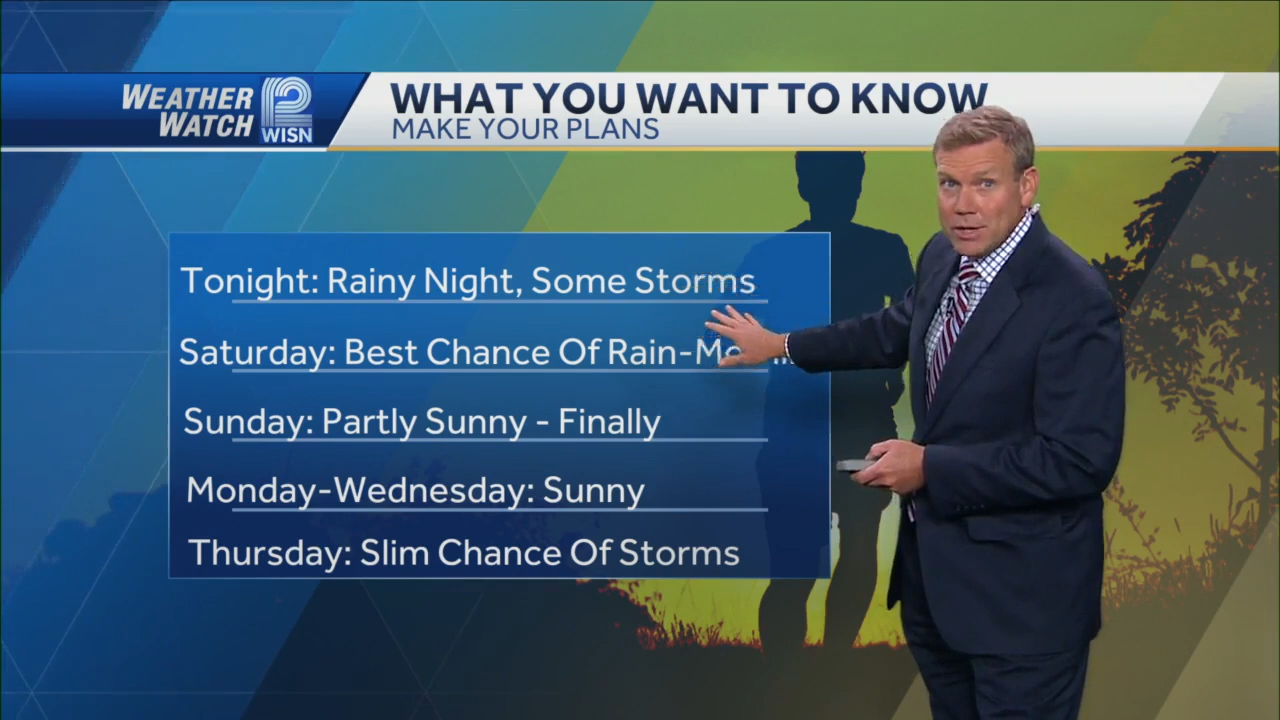 WEATHER
WATCH
12
WISN
WHAT YOU WANT TO KNOW
MAKE YOUR PLANS
Tonight: Rainy Night, Some Storms
Saturday: Best Chance Of Rain-
Sunday: Partly Sunny - Finally
Monday-Wednesday: Sunny
Thursday: Slim Chance Of Storms